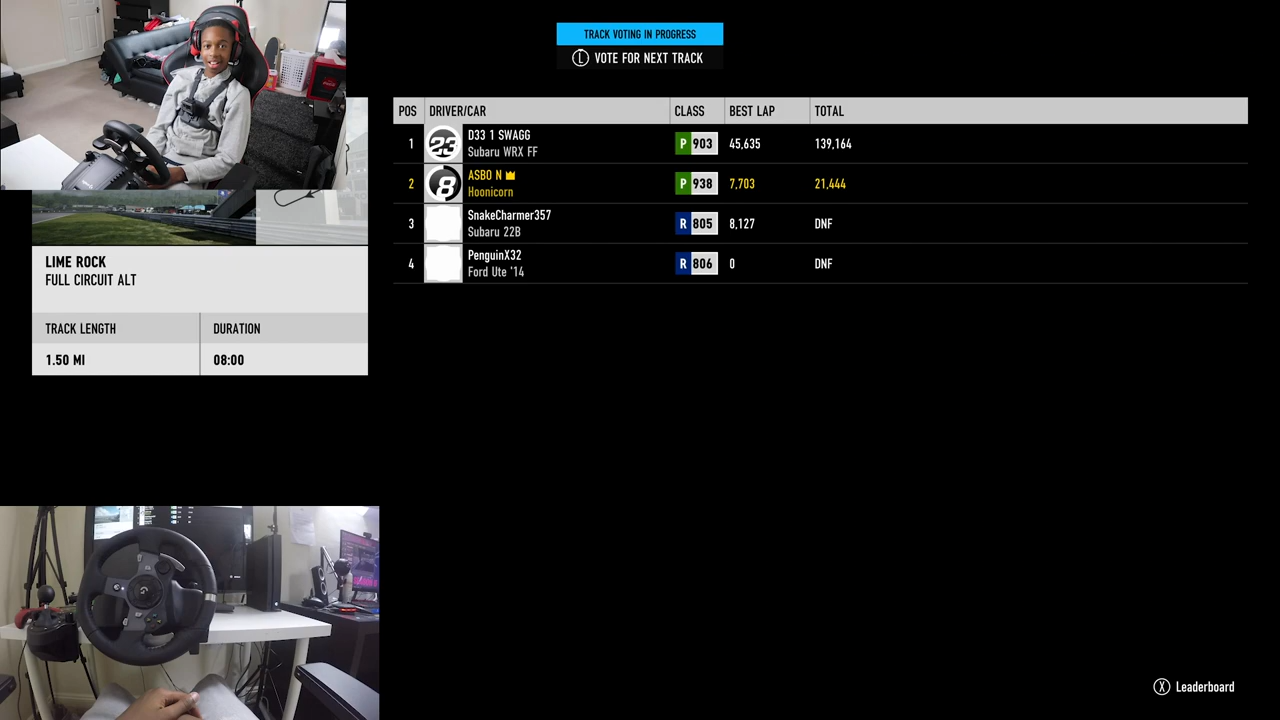 TRACK VOTING IN PROGRESS
L VOTE FOR NEXT TRACK
POS DRIVER/CAR CLASS BEST LAP TOTAL
1 23 D33 1 SWAGG P 903 45,635 139,164
Subaru WRX FF
2 8 ASBO N P 938 7,703 21,444
Hoonicorn
3 SnakeCharmer357 R 805 8,127 DNF
Subaru 22B
4 PenguinX32 R 806 0 DNF
Ford Ute '14
LIME ROCK
FULL CIRCUIT ALT
TRACK LENGTH DURATION
1.50 MI 08:00
X Leaderboard